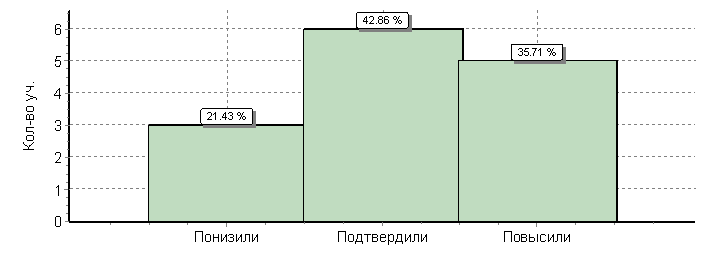 42.86 %
35.71 %
21.43 %
Кол-во уч.
6
5
4
3
2
1
0
Понизили
Подтвердили
Повысили